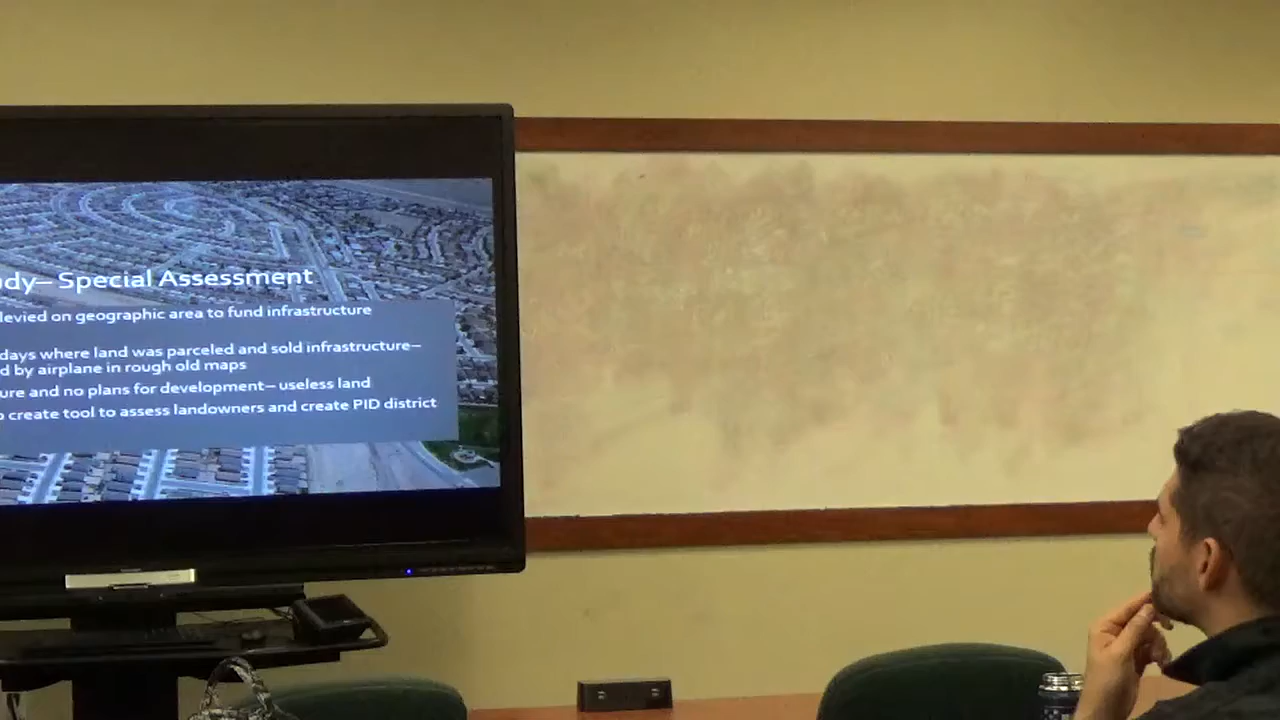 dy– Special Assessment
levied on geographic area to fund infrastructure
days where land was parceled and sold infrastructure–
d by airplane in rough old maps
ure and no plans for development– useless land
o create tool to assess landowners and create PID district